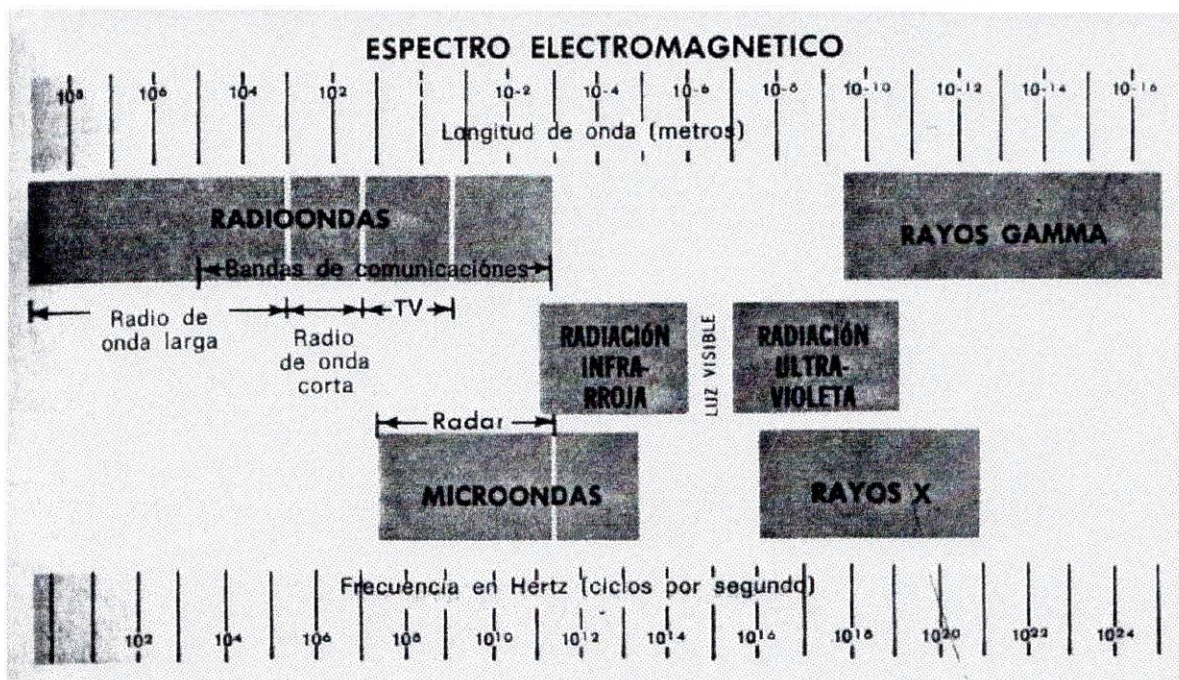 ESPECTRO ELECTROMAGNETICO
10⁸ 10⁶ 10⁴ 10² 10-² 10-⁴ 10-⁶ 10-⁸ 10-¹⁰ 10-¹² 10-¹⁴ 10-¹⁶
Longitud de onda (metros)
RADIOONDAS
RAYOS GAMMA
Bandas de comunicaciónes
Radio de
onda larga
Radio
de onda
corta
TV
RADIACIÓN
INFRA-
RROJA
LUZ VISIBLE
RADIACIÓN
ULTRA-
VIOLETA
Radar
MICROONDAS
RAYOS X
Frecuencia en Hertz (ciclos por segundo)
10² 10⁴ 10⁶ 10⁸ 10¹⁰ 10¹² 10¹⁴ 10¹⁶ 10¹⁸ 10²⁰ 10²² 10²⁴